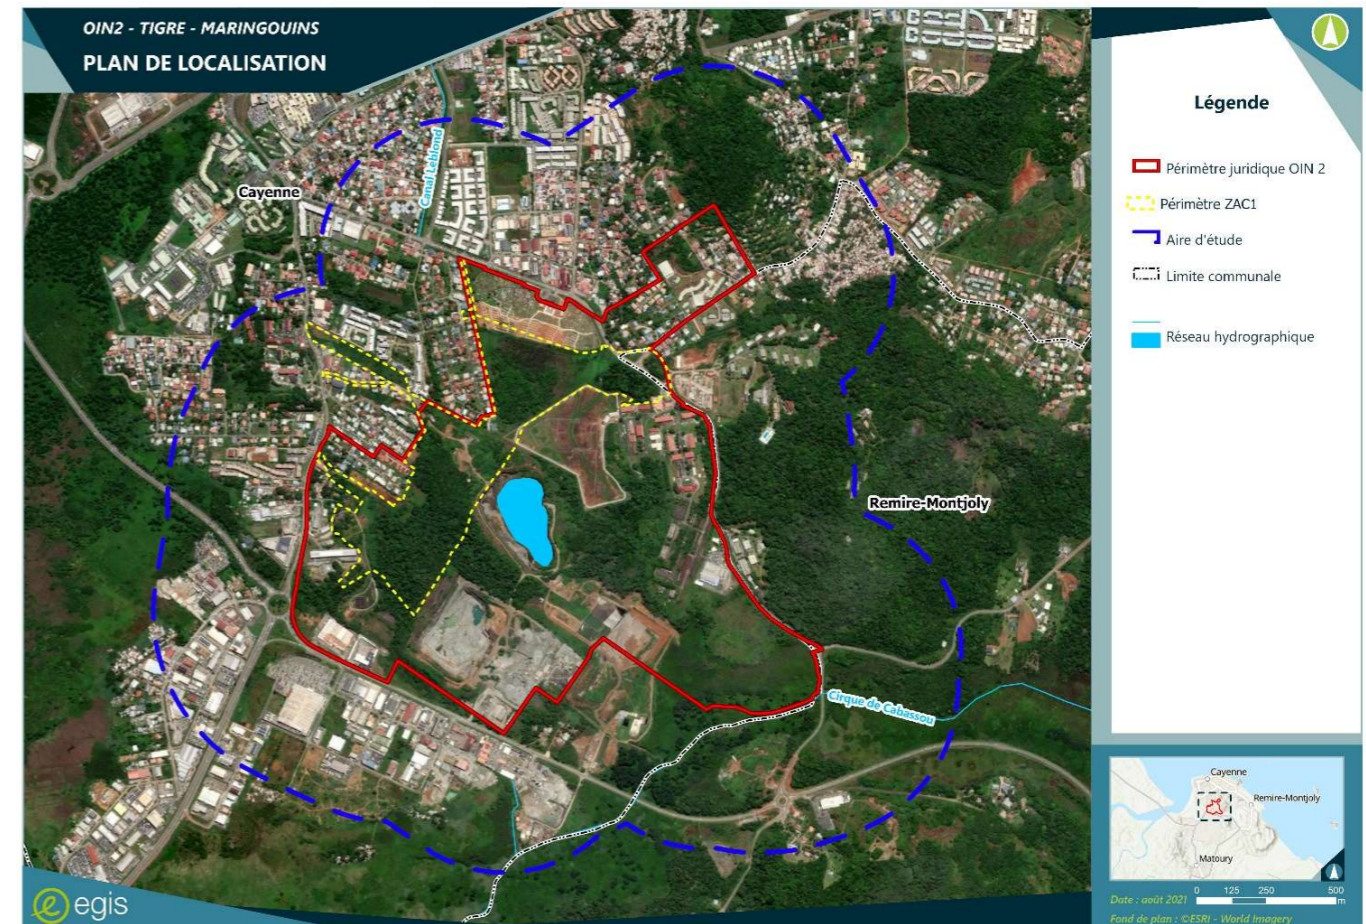 OIN2 - TIGRE - MARINGOUINS
PLAN DE LOCALISATION
Cayenne
Canal Leblond
Remire-Montjoly
Cirque de Cabassou
egis
Légende
Périmètre juridique OIN 2
Périmètre ZAC1
Aire d'étude
Limite communale
Réseau hydrographique
Cayenne
Remire-Montjoly
Matoury
Date : août 2021
0 125 250 500
m
Fond de plan : ©ESRI - World Imagery